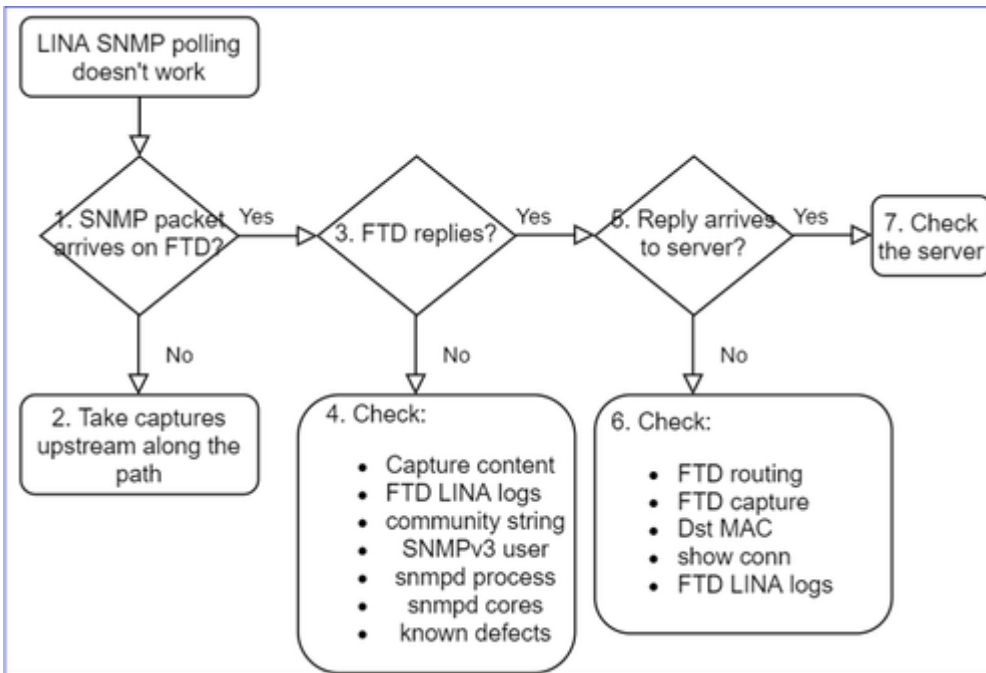 LINA SNMP polling
doesn't work
1. SNMP packet
arrives on FTD?
Yes
3. FTD replies?
Yes
5. Reply arrives
to server?
Yes
7. Check
the server
No
No
No
2. Take captures
upstream along the
path
4. Check:
• Capture content
• FTD LINA logs
• community string
• SNMPv3 user
• snmpd process
• snmpd cores
• known defects
6. Check:
• FTD routing
• FTD capture
• Dst MAC
• show conn
• FTD LINA logs